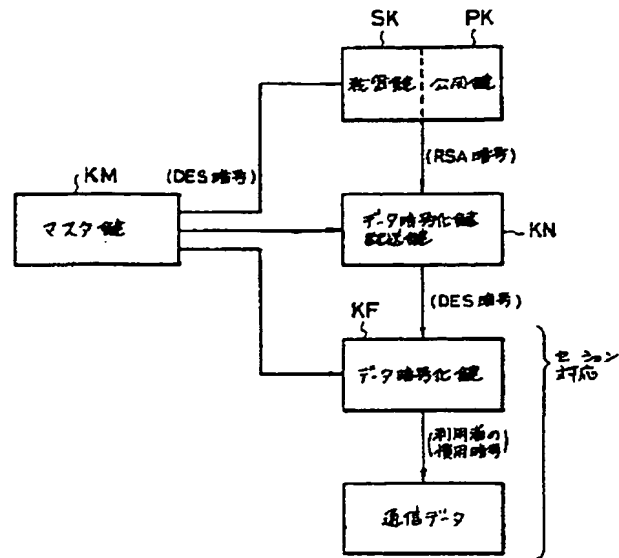 SK
PK
秘密鍵
公開鍵
(RSA暗号)
KM
(DES暗号)
マスタ鍵
データ暗号化鍵
配送鍵
KN
(DES暗号)
KF
データ暗号化鍵
セッション
対応
(利用者の
慣用暗号)
通信データ